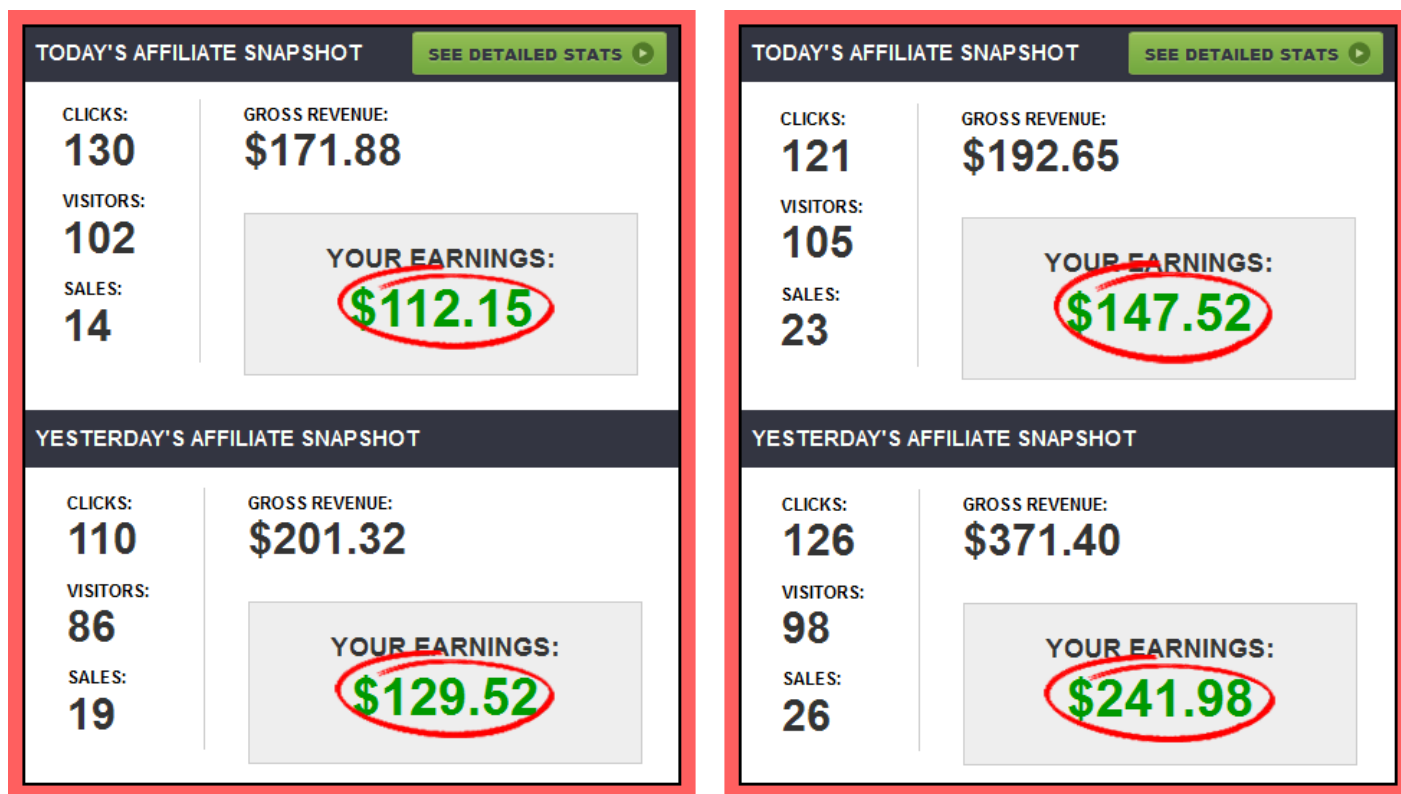 TODAY'S AFFILIATE SNAPSHOT SEE DETAILED STATS
CLICKS: GROSS REVENUE:
130 $171.88
VISITORS:
102
YOUR EARNINGS:
SALES: $112.15
14
YESTERDAY'S AFFILIATE SNAPSHOT
CLICKS: GROSS REVENUE:
110 $201.32
VISITORS:
86
YOUR EARNINGS:
SALES: $129.52
19
TODAY'S AFFILIATE SNAPSHOT SEE DETAILED STATS
CLICKS: GROSS REVENUE:
121 $192.65
VISITORS:
105
YOUR EARNINGS:
SALES: $147.52
23
YESTERDAY'S AFFILIATE SNAPSHOT
CLICKS: GROSS REVENUE:
126 $371.40
VISITORS:
98
YOUR EARNINGS:
SALES: $241.98
26